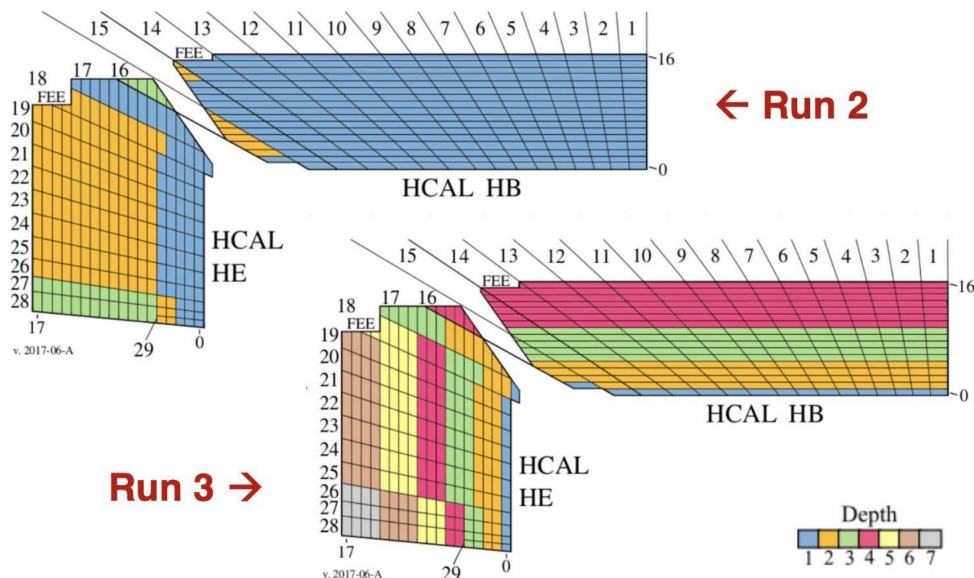 15 14 13 12 11 10 9 8 7 6 5 4 3 2 1
FEE
16
18 17 16
FEE
19
20
21
22
23
24
25
26
27
28
17
v. 2017-06-A
29
0
HCAL
HE
0
HCAL HB
← Run 2
15 14 13 12 11 10 9 8 7 6 5 4 3 2 1
FEE
16
18 17 16
FEE
19
20
21
22
23
24
25
26
27
28
17
v. 2017-06-A
29
0
HCAL
HE
0
HCAL HB
Run 3 →
Depth
1 2 3 4 5 6 7